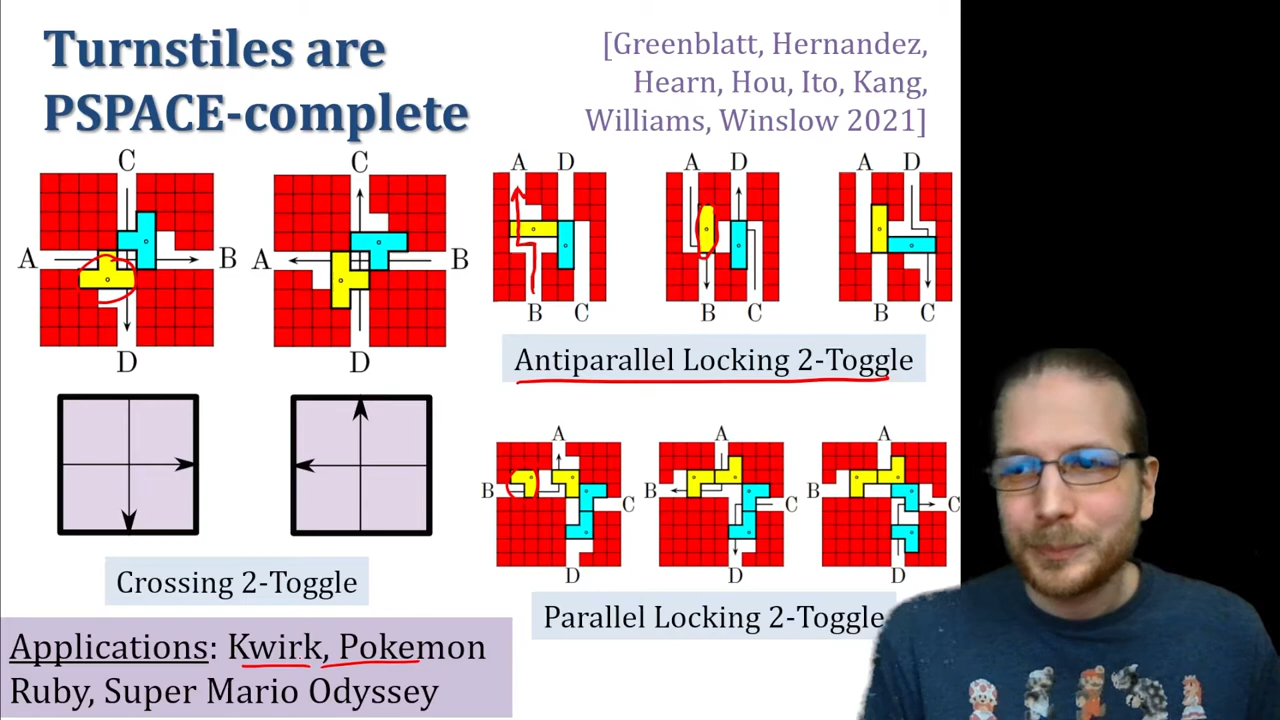 Turnstiles are
PSPACE-complete
[Greenblatt, Hernandez,
Hearn, Hou, Ito, Kang,
Williams, Winslow 2021]
C
A
B
D
C
A
B
D
Crossing 2-Toggle
A D
B C
A D
B C
A D
B C
Antiparallel Locking 2-Toggle
A
B
C
D
A
B
C
D
A
B
C
D
Parallel Locking 2-Toggle
Applications: Kwirk, Pokemon
Ruby, Super Mario Odyssey